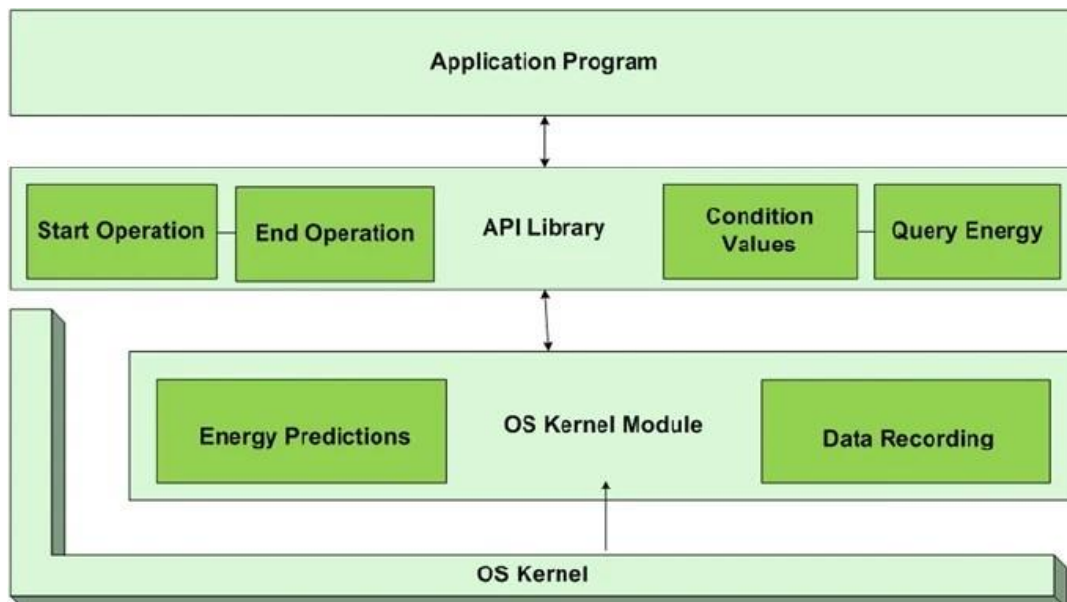 Application Program
Start Operation
End Operation
API Library
Condition
Values
Query Energy
Energy Predictions
OS Kernel Module
Data Recording
OS Kernel